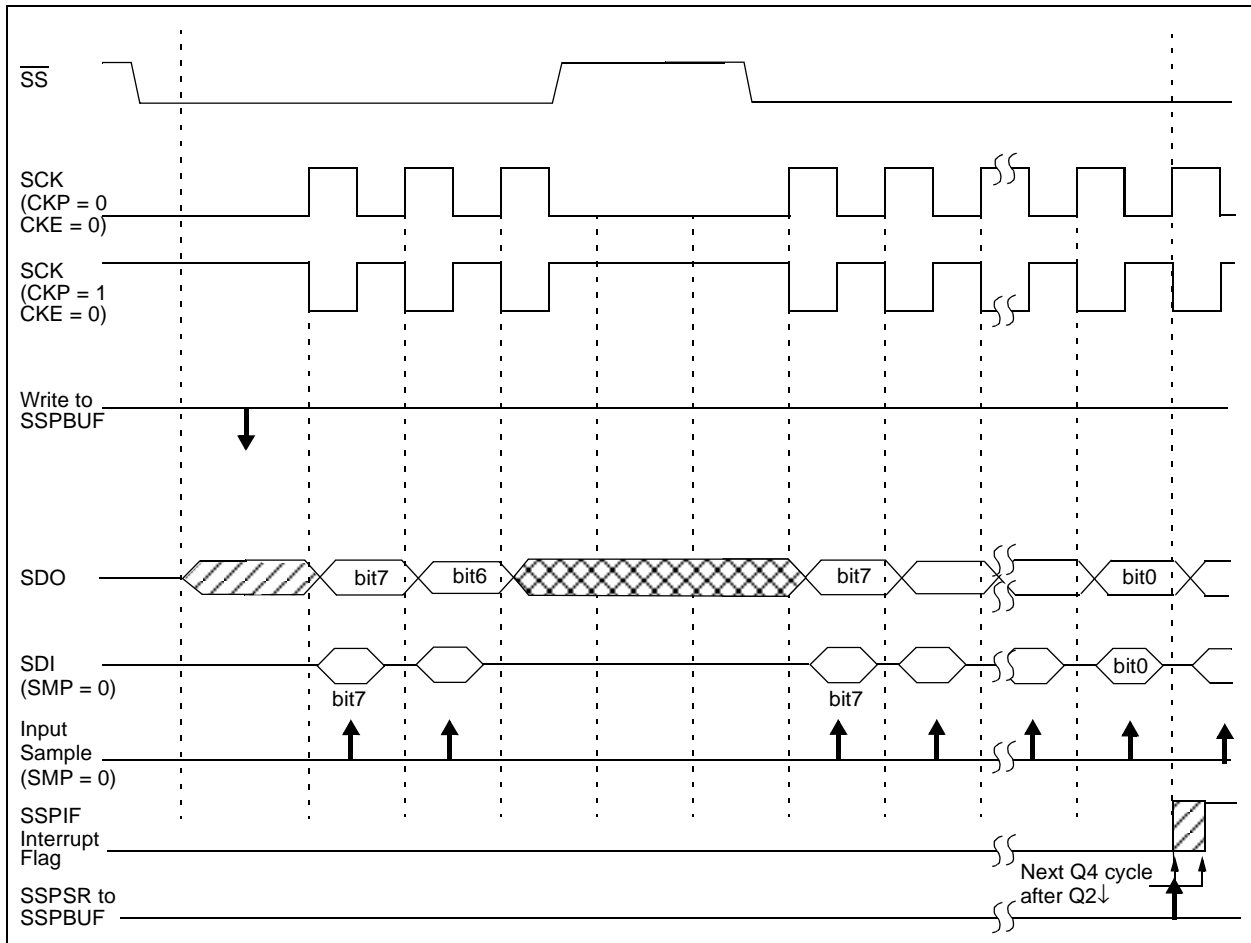 SS
SCK
(CKP = 0
CKE = 0)
SCK
(CKP = 1
CKE = 0)
Write to
SSPBUF
SDO
bit7
bit6
bit7
bit0
SDI
(SMP = 0)
bit7
bit7
bit0
Input
Sample
(SMP = 0)
SSPIF
Interrupt
Flag
Next Q4 cycle
after Q2↓
SSPSR to
SSPBUF